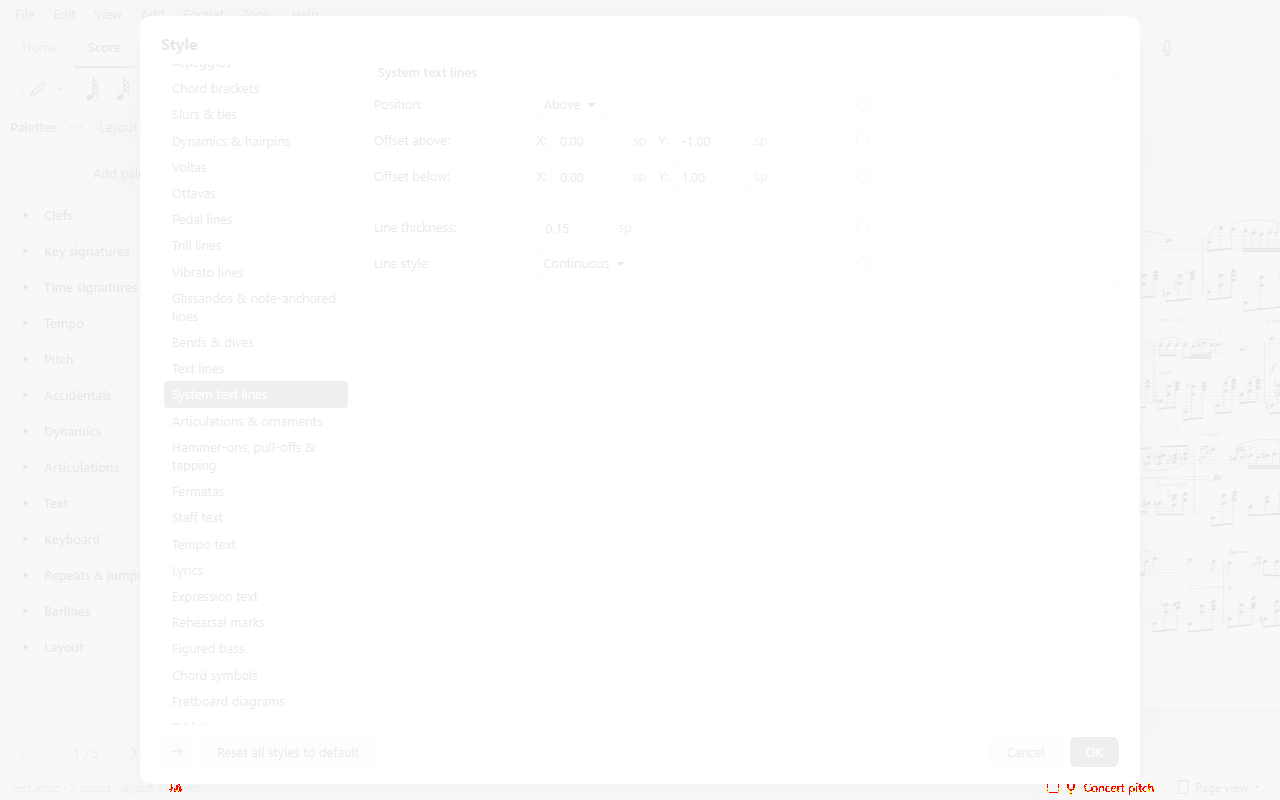 File Edit View Add Format Tools Help
Home Score
Palettes Layout
Clefs
Key signatures
Time signatures
Tempo
Pitch
Accidentals
Dynamics
Articulations
Text
Keyboard
Repeats & jumps
Barlines
Layout
1 / 5
Style
Arpeggios
Chord brackets
Slurs & ties
Dynamics & hairpins
Voltas
Ottavas
Pedal lines
Trill lines
Vibrato lines
Glissandos & note-anchored
lines
Bends & dives
Text lines
System text lines
Articulations & ornaments
Hammer-ons, pull-offs &
tapping
Fermatas
Staff text
Tempo text
Lyrics
Expression text
Rehearsal marks
Figured bass
Chord symbols
Fretboard diagrams
System text lines
Position: Above
Offset above: X: 0.00 sp Y: -1.00 sp
Offset below: X: 0.00 sp Y: 1.00 sp
Line thickness: 0.15 sp
Line style: Continuous
Reset all styles to default Cancel OK
test.mscz · 5 pages · layout
Concert pitch Page view